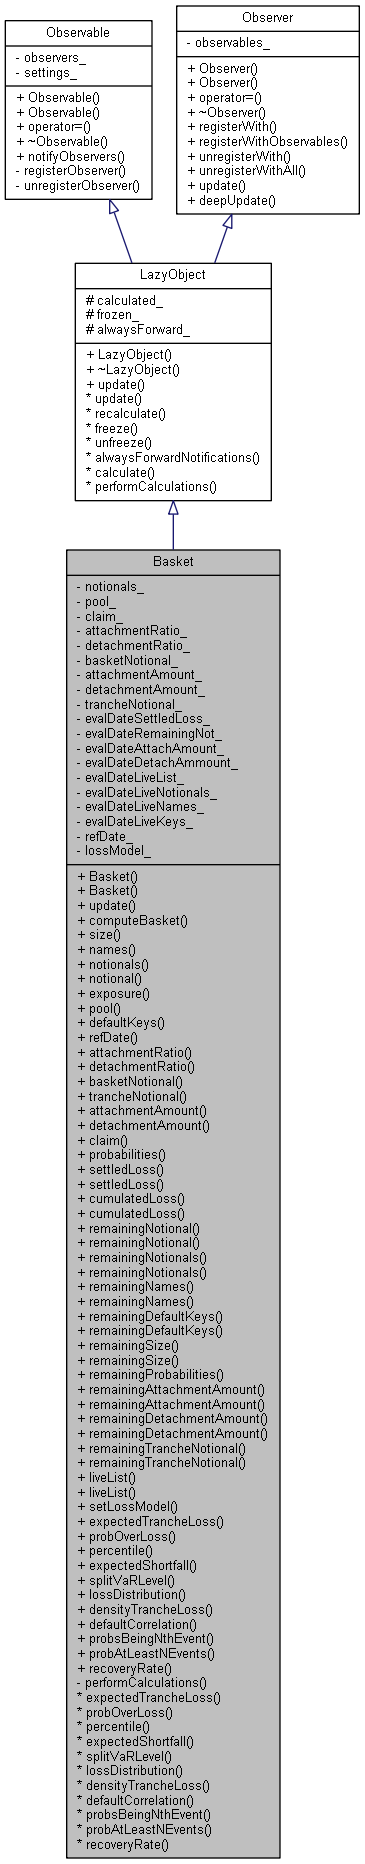 Observable
- observers_
- settings_
+ Observable()
+ Observable()
+ operator=()
+ ~Observable()
+ notifyObservers()
- registerObserver()
- unregisterObserver()
Observer
- observables_
+ Observer()
+ Observer()
+ operator=()
+ ~Observer()
+ registerWith()
+ registerWithObservables()
+ unregisterWith()
+ unregisterWithAll()
+ update()
+ deepUpdate()
LazyObject
# calculated_
# frozen_
# alwaysForward_
+ LazyObject()
+ ~LazyObject()
+ update()
* update()
* recalculate()
* freeze()
* unfreeze()
* alwaysForwardNotifications()
* calculate()
* performCalculations()
Basket
- notionals_
- pool_
- claim_
- attachmentRatio_
- detachmentRatio_
- basketNotional_
- attachmentAmount_
- detachmentAmount_
- trancheNotional_
- evalDateSettledLoss_
- evalDateRemainingNot_
- evalDateAttachAmount_
- evalDateDetachAmmount_
- evalDateLiveList_
- evalDateLiveNotionals_
- evalDateLiveNames_
- evalDateLiveKeys_
- refDate_
- lossModel_
+ Basket()
+ Basket()
+ update()
+ computeBasket()
+ size()
+ names()
+ notionals()
+ notional()
+ exposure()
+ pool()
+ defaultKeys()
+ refDate()
+ attachmentRatio()
+ detachmentRatio()
+ basketNotional()
+ trancheNotional()
+ attachmentAmount()
+ detachmentAmount()
+ claim()
+ probabilities()
+ settledLoss()
+ settledLoss()
+ cumulatedLoss()
+ cumulatedLoss()
+ remainingNotional()
+ remainingNotional()
+ remainingNotionals()
+ remainingNotionals()
+ remainingNames()
+ remainingNames()
+ remainingDefaultKeys()
+ remainingDefaultKeys()
+ remainingSize()
+ remainingSize()
+ remainingProbabilities()
+ remainingAttachmentAmount()
+ remainingAttachmentAmount()
+ remainingDetachmentAmount()
+ remainingDetachmentAmount()
+ remainingTrancheNotional()
+ remainingTrancheNotional()
+ liveList()
+ liveList()
+ setLossModel()
+ expectedTrancheLoss()
+ probOverLoss()
+ percentile()
+ expectedShortfall()
+ splitVaRLevel()
+ lossDistribution()
+ densityTrancheLoss()
+ defaultCorrelation()
+ probsBeingNthEvent()
+ probAtLeastNEvents()
+ recoveryRate()
- performCalculations()
* expectedTrancheLoss()
* probOverLoss()
* percentile()
* expectedShortfall()
* splitVaRLevel()
* lossDistribution()
* densityTrancheLoss()
* defaultCorrelation()
* probsBeingNthEvent()
* probAtLeastNEvents()
* recoveryRate()